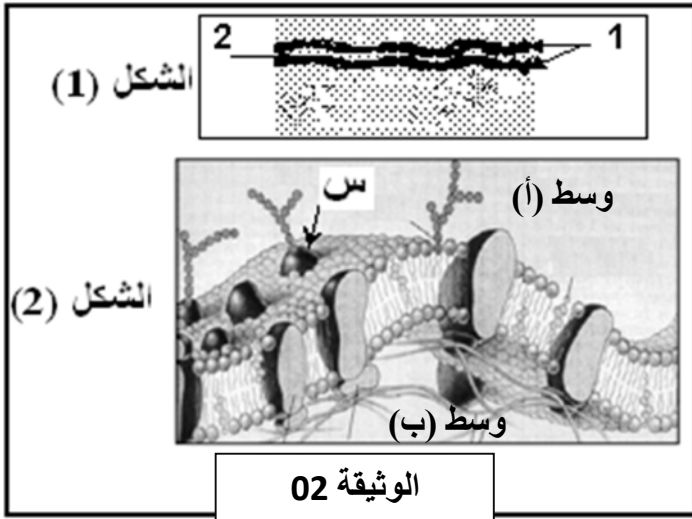 2 1
الشكل (1)
س
وسط (أ)
الشكل (2)
وسط (ب)
الوثيقة 02